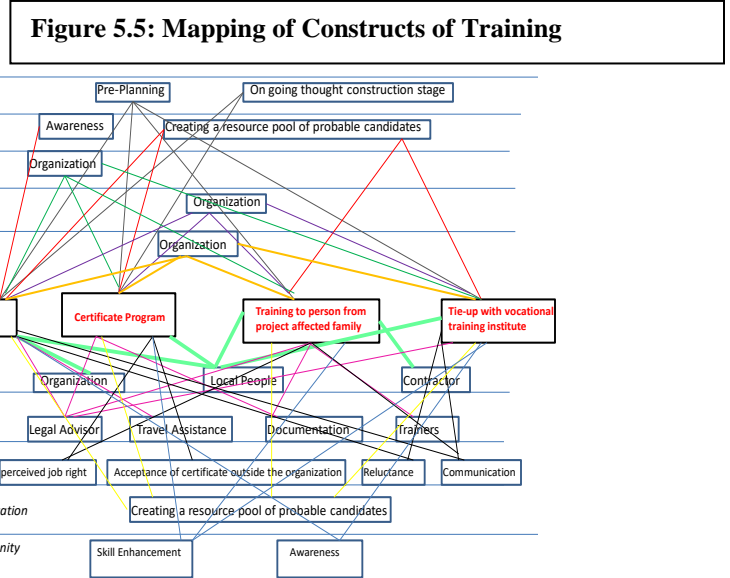 Figure 5.5: Mapping of Constructs of Training
Pre-Planning
On going thought construction stage
Awareness
Creating a resource pool of probable candidates
Organization
Organization
Organization
Certificate Program
Training to person from
project affected family
Tie-up with vocational
training institute
Organization
Local People
Contractor
Legal Advisor
Travel Assistance
Documentation
Trainers
perceived job right
Acceptance of certificate outside the organization
Reluctance
Communication
ation
Creating a resource pool of probable candidates
nity
Skill Enhancement
Awareness